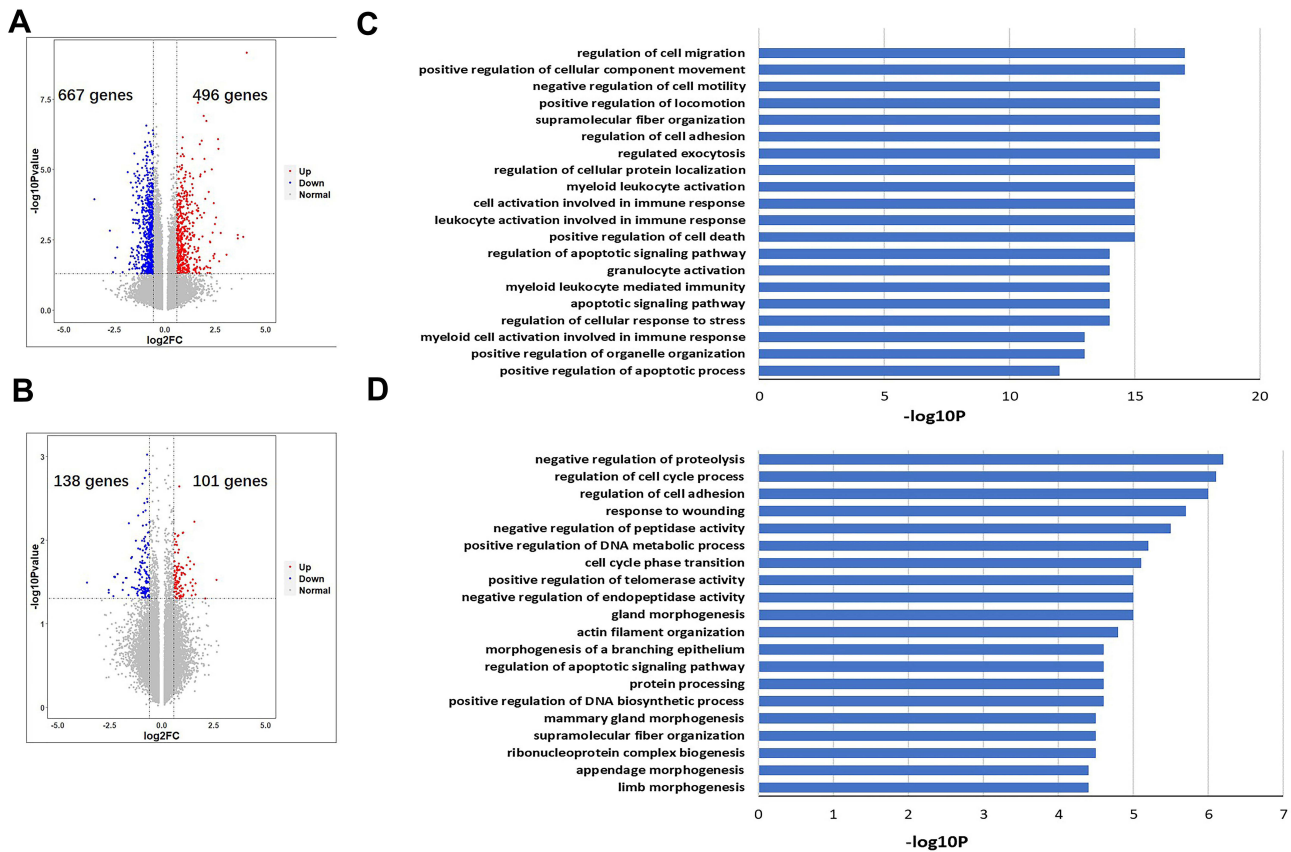 A
667 genes
496 genes
7.5
5.0
2.5
0.0
-log10Pvalue
-5.0
-2.5
0.0
2.5
5.0
log2FC
Up
Down
Normal
B
138 genes
101 genes
3
2
1
0
-log10Pvalue
-5.0
-2.5
0.0
2.5
5.0
log2FC
Up
Down
Normal
C
regulation of cell migration
positive regulation of cellular component movement
negative regulation of cell motility
positive regulation of locomotion
supramolecular fiber organization
regulation of cell adhesion
regulated exocytosis
regulation of cellular protein localization
myeloid leukocyte activation
cell activation involved in immune response
leukocyte activation involved in immune response
positive regulation of cell death
regulation of apoptotic signaling pathway
granulocyte activation
myeloid leukocyte mediated immunity
apoptotic signaling pathway
regulation of cellular response to stress
myeloid cell activation involved in immune response
positive regulation of organelle organization
positive regulation of apoptotic process
0
5
10
15
20
-log10P
D
negative regulation of proteolysis
regulation of cell cycle process
regulation of cell adhesion
response to wounding
negative regulation of peptidase activity
positive regulation of DNA metabolic process
cell cycle phase transition
positive regulation of telomerase activity
negative regulation of endopeptidase activity
gland morphogenesis
actin filament organization
morphogenesis of a branching epithelium
regulation of apoptotic signaling pathway
protein processing
positive regulation of DNA biosynthetic process
mammary gland morphogenesis
supramolecular fiber organization
ribonucleoprotein complex biogenesis
appendage morphogenesis
limb morphogenesis
0
1
2
3
4
5
6
7
-log10P